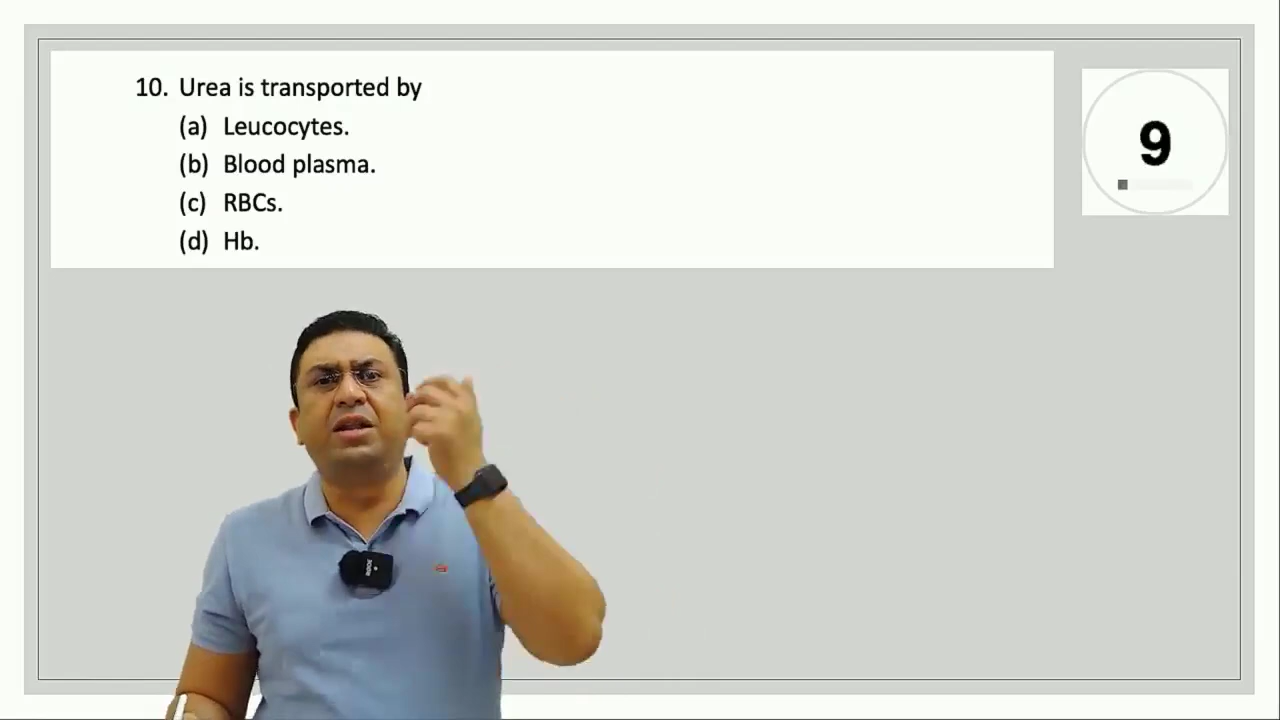 10. Urea is transported by
(a) Leucocytes.
(b) Blood plasma.
(c) RBCs.
(d) Hb.
9